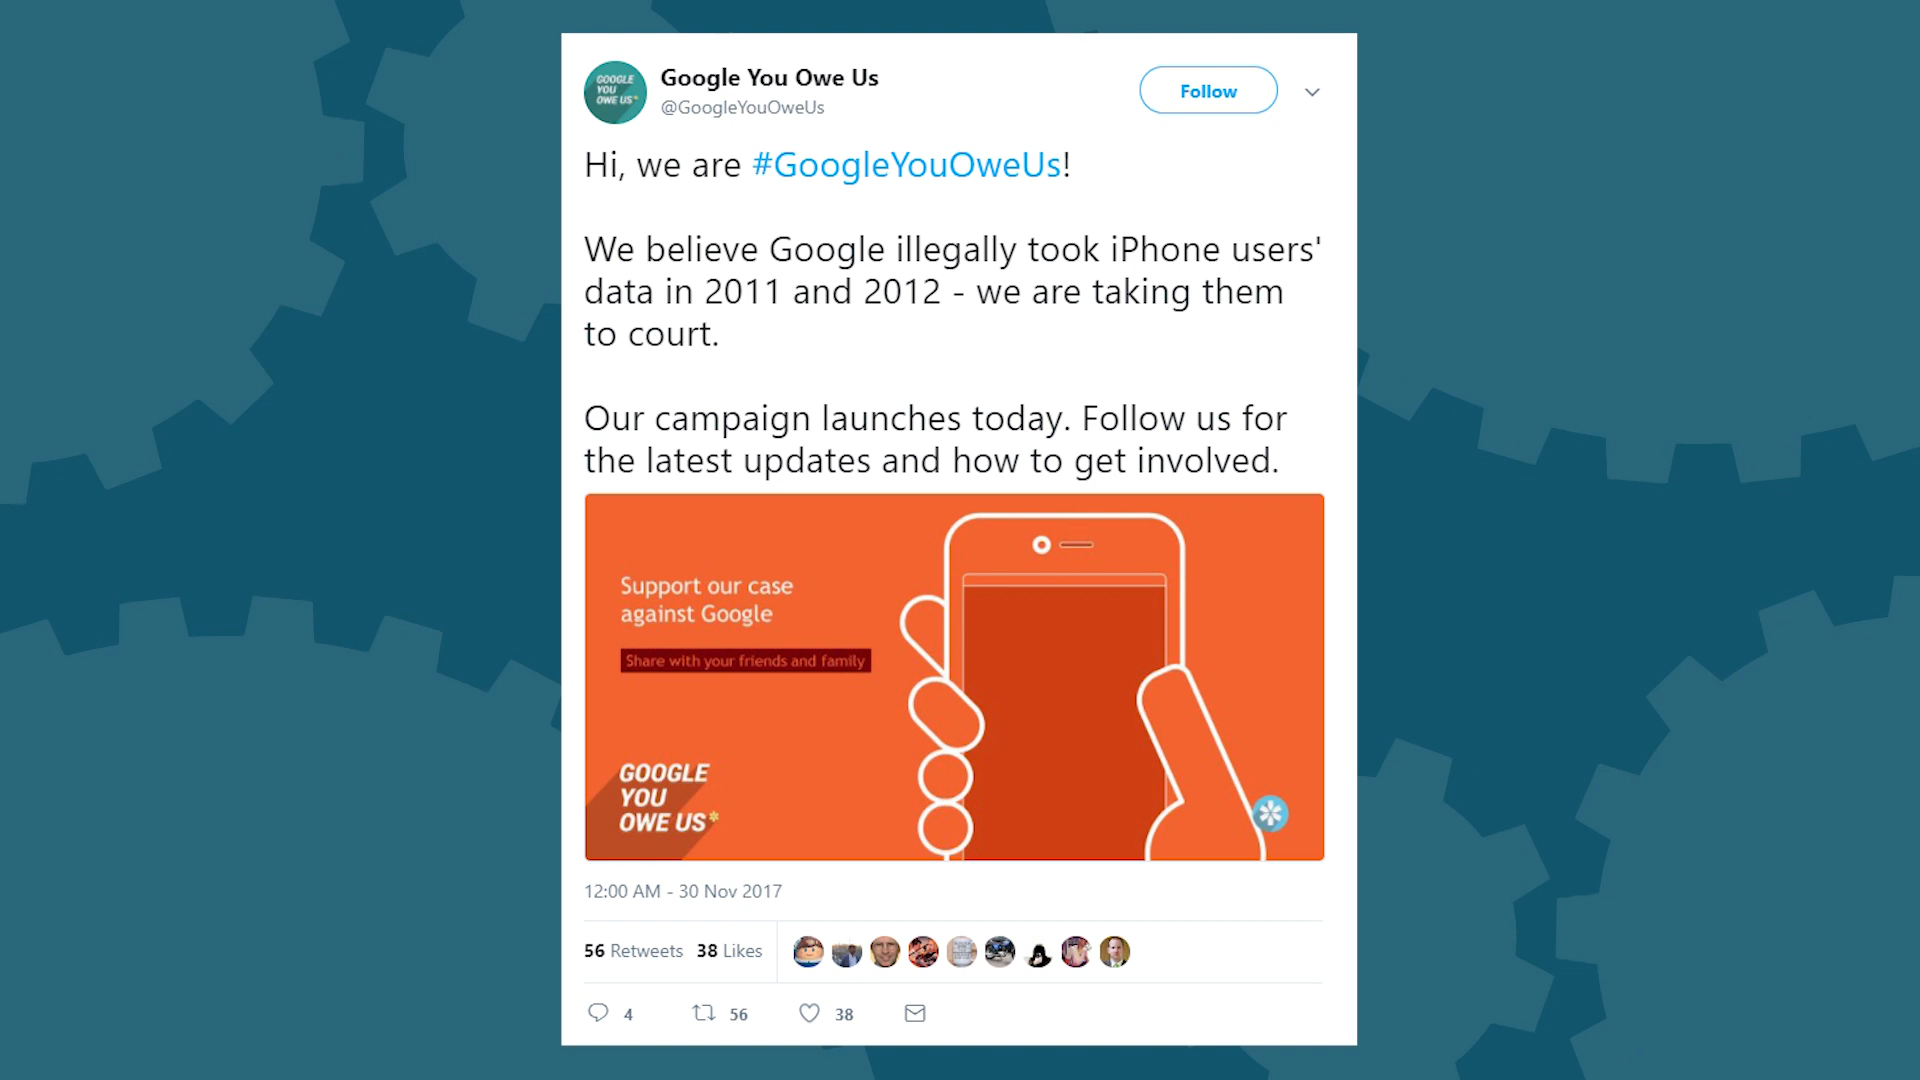 GOOGLE
YOU
OWE US*
Google You Owe Us
@GoogleYouOweUs
Follow
Hi, we are #GoogleYouOweUs!
We believe Google illegally took iPhone users'
data in 2011 and 2012 - we are taking them
to court.
Our campaign launches today. Follow us for
the latest updates and how to get involved.
Support our case
against Google
Share with your friends and family
GOOGLE
YOU
OWE US*
12:00 AM - 30 Nov 2017
56 Retweets 38 Likes
4 56 38